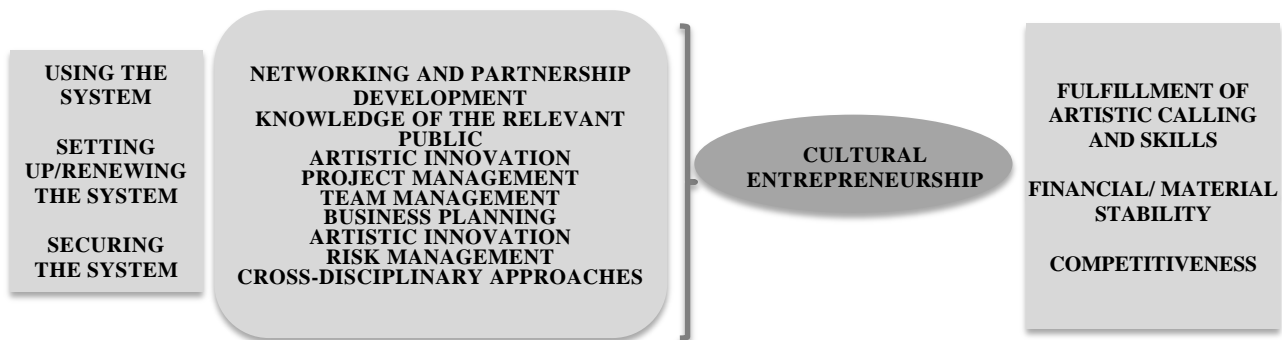 USING THE
SYSTEM
SETTING
UP/RENEWING
THE SYSTEM
SECURING
THE SYSTEM
NETWORKING AND PARTNERSHIP
DEVELOPMENT
KNOWLEDGE OF THE RELEVANT
PUBLIC
ARTISTIC INNOVATION
PROJECT MANAGEMENT
TEAM MANAGEMENT
BUSINESS PLANNING
ARTISTIC INNOVATION
RISK MANAGEMENT
CROSS-DISCIPLINARY APPROACHES
CULTURAL
ENTREPRENEURSHIP
FULFILLMENT OF
ARTISTIC CALLING
AND SKILLS
FINANCIAL/ MATERIAL
STABILITY
COMPETITIVENESS